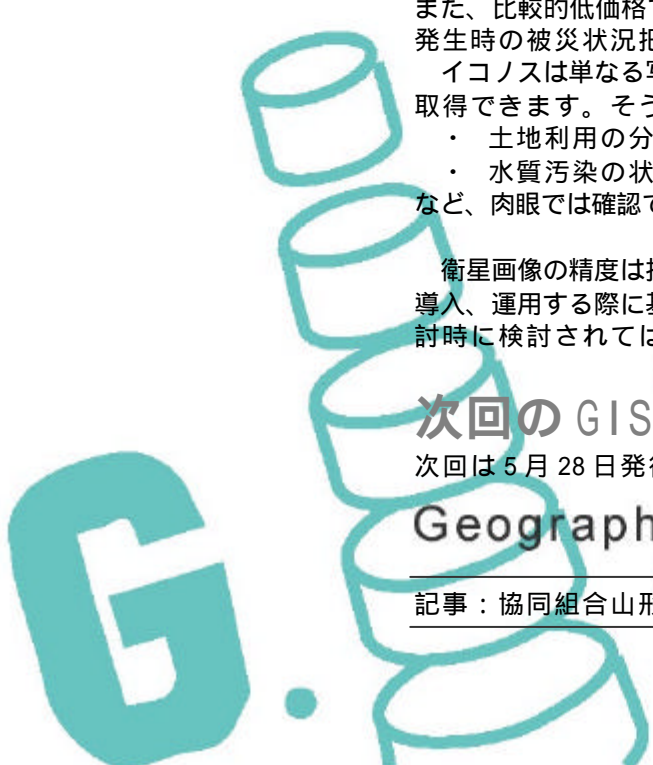 また、比較的低価格で
発生時の被災状況把
イコノスは単なる写
取得できます。そう
・ 土地利用の分
・ 水質汚染の状
など、肉眼では確認で
衛星画像の精度は
導入、運用する際に基
討時に検討されては
次回の GIS
次回は 5 月 28 日発行
Geograph
記事：協同組合山形
G.